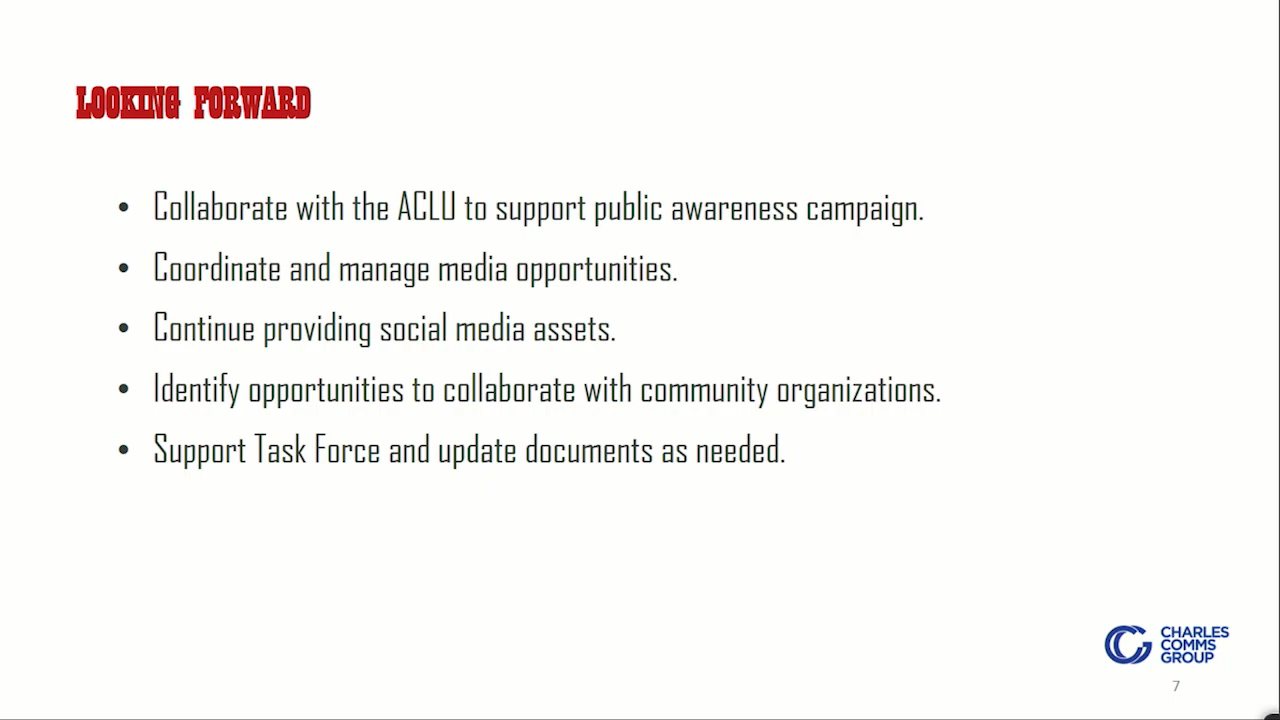 LOOKING FORWARD
• Collaborate with the ACLU to support public awareness campaign.
• Coordinate and manage media opportunities.
• Continue providing social media assets.
• Identify opportunities to collaborate with community organizations.
• Support Task Force and update documents as needed.
CHARLES
COMMS
GROUP
7